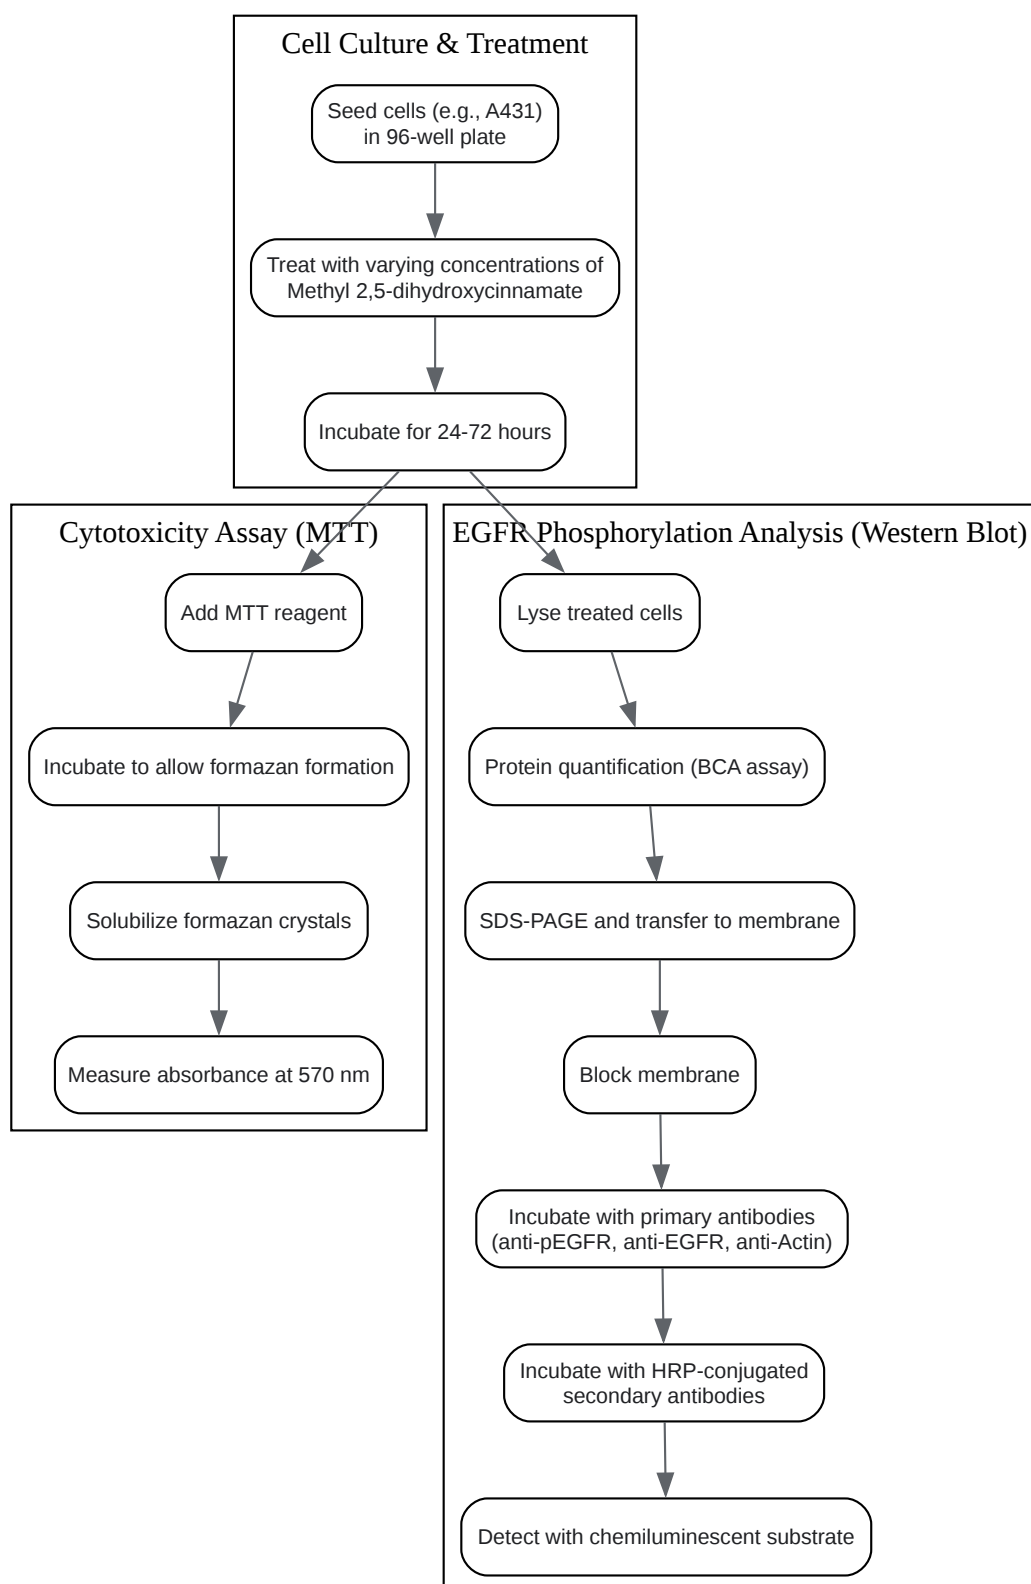 Cell Culture & Treatment
Seed cells (e.g., A431)
in 96-well plate
Treat with varying concentrations of
Methyl 2,5-dihydroxycinnamate
Incubate for 24-72 hours
Cytotoxicity Assay (MTT)
Add MTT reagent
Incubate to allow formazan formation
Solubilize formazan crystals
Measure absorbance at 570 nm
EGFR Phosphorylation Analysis (Western Blot)
Lyse treated cells
Protein quantification (BCA assay)
SDS-PAGE and transfer to membrane
Block membrane
Incubate with primary antibodies
(anti-pEGFR, anti-EGFR, anti-Actin)
Incubate with HRP-conjugated
secondary antibodies
Detect with chemiluminescent substrate